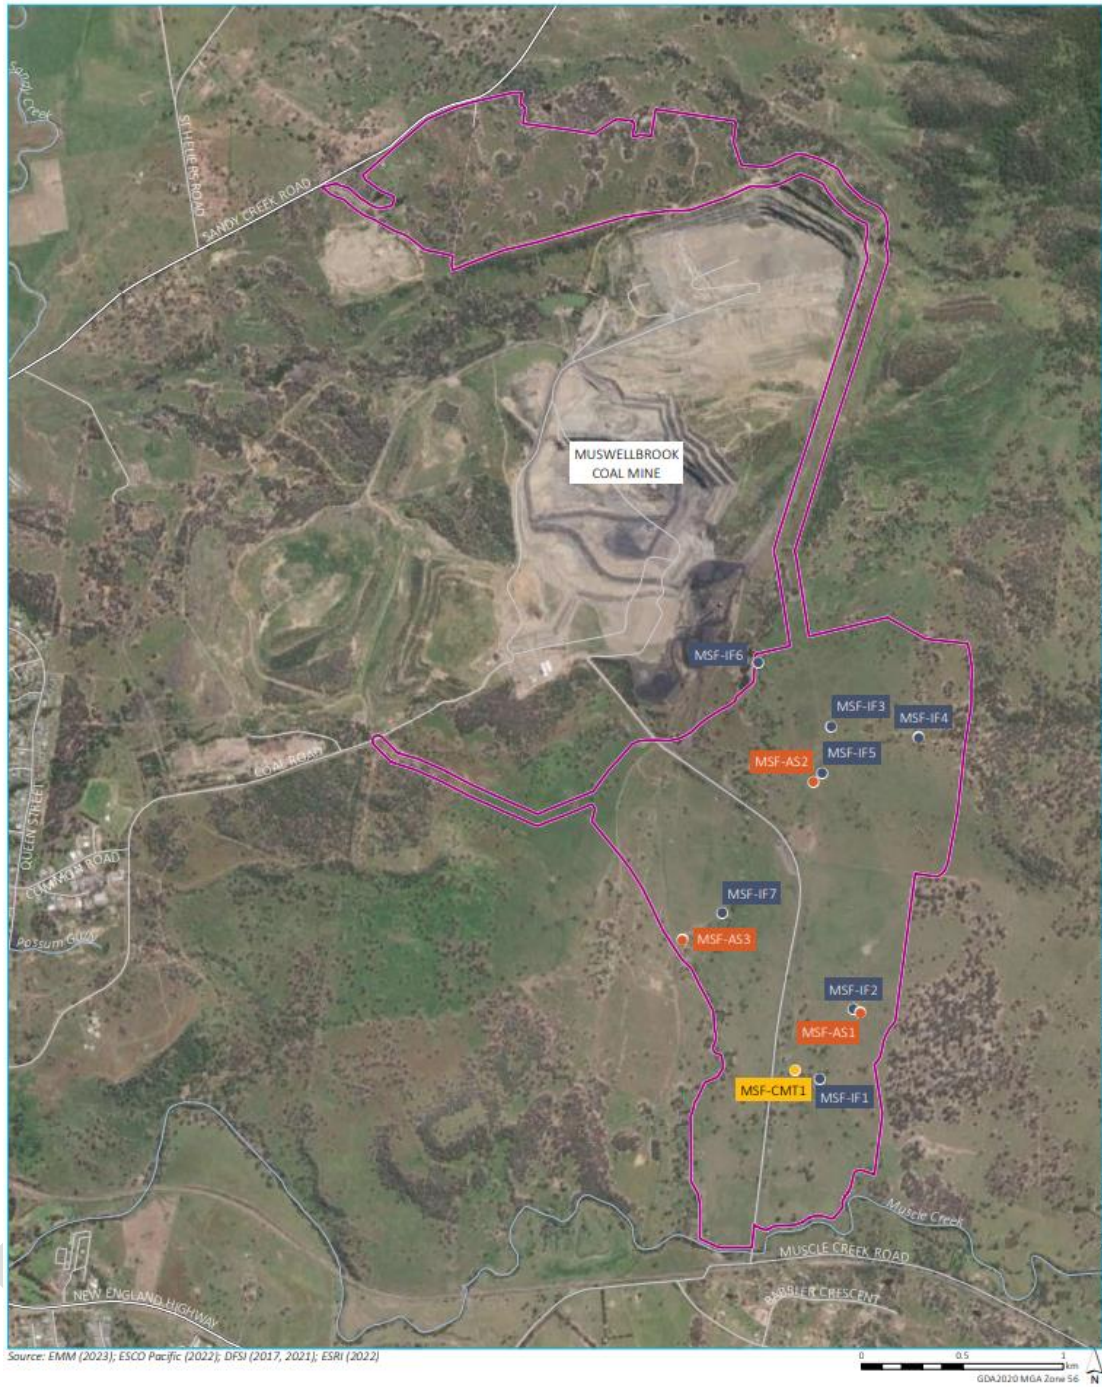 Sandy Creek
ST HELIERS ROAD
SANDY CREEK ROAD
MUSWELLBROOK
COAL MINE
MSF-IF6
MSF-IF3
MSF-IF4
MSF-IF5
MSF-AS2
COAL ROAD
QUEEN STREET
COMMON ROAD
Possum Gully
MSF-IF7
MSF-AS3
MSF-IF2
MSF-AS1
MSF-CMT1
MSF-IF1
Muscle Creek
MUSCLE CREEK ROAD
BABBLER CRESCENT
NEW ENGLAND HIGHWAY
Source: EMM (2023); ESCO Pacific (2022); DFSI (2017, 2021); ESRI (2022)
0 0.5 1
km
GDA2020 MGA Zone 56
N